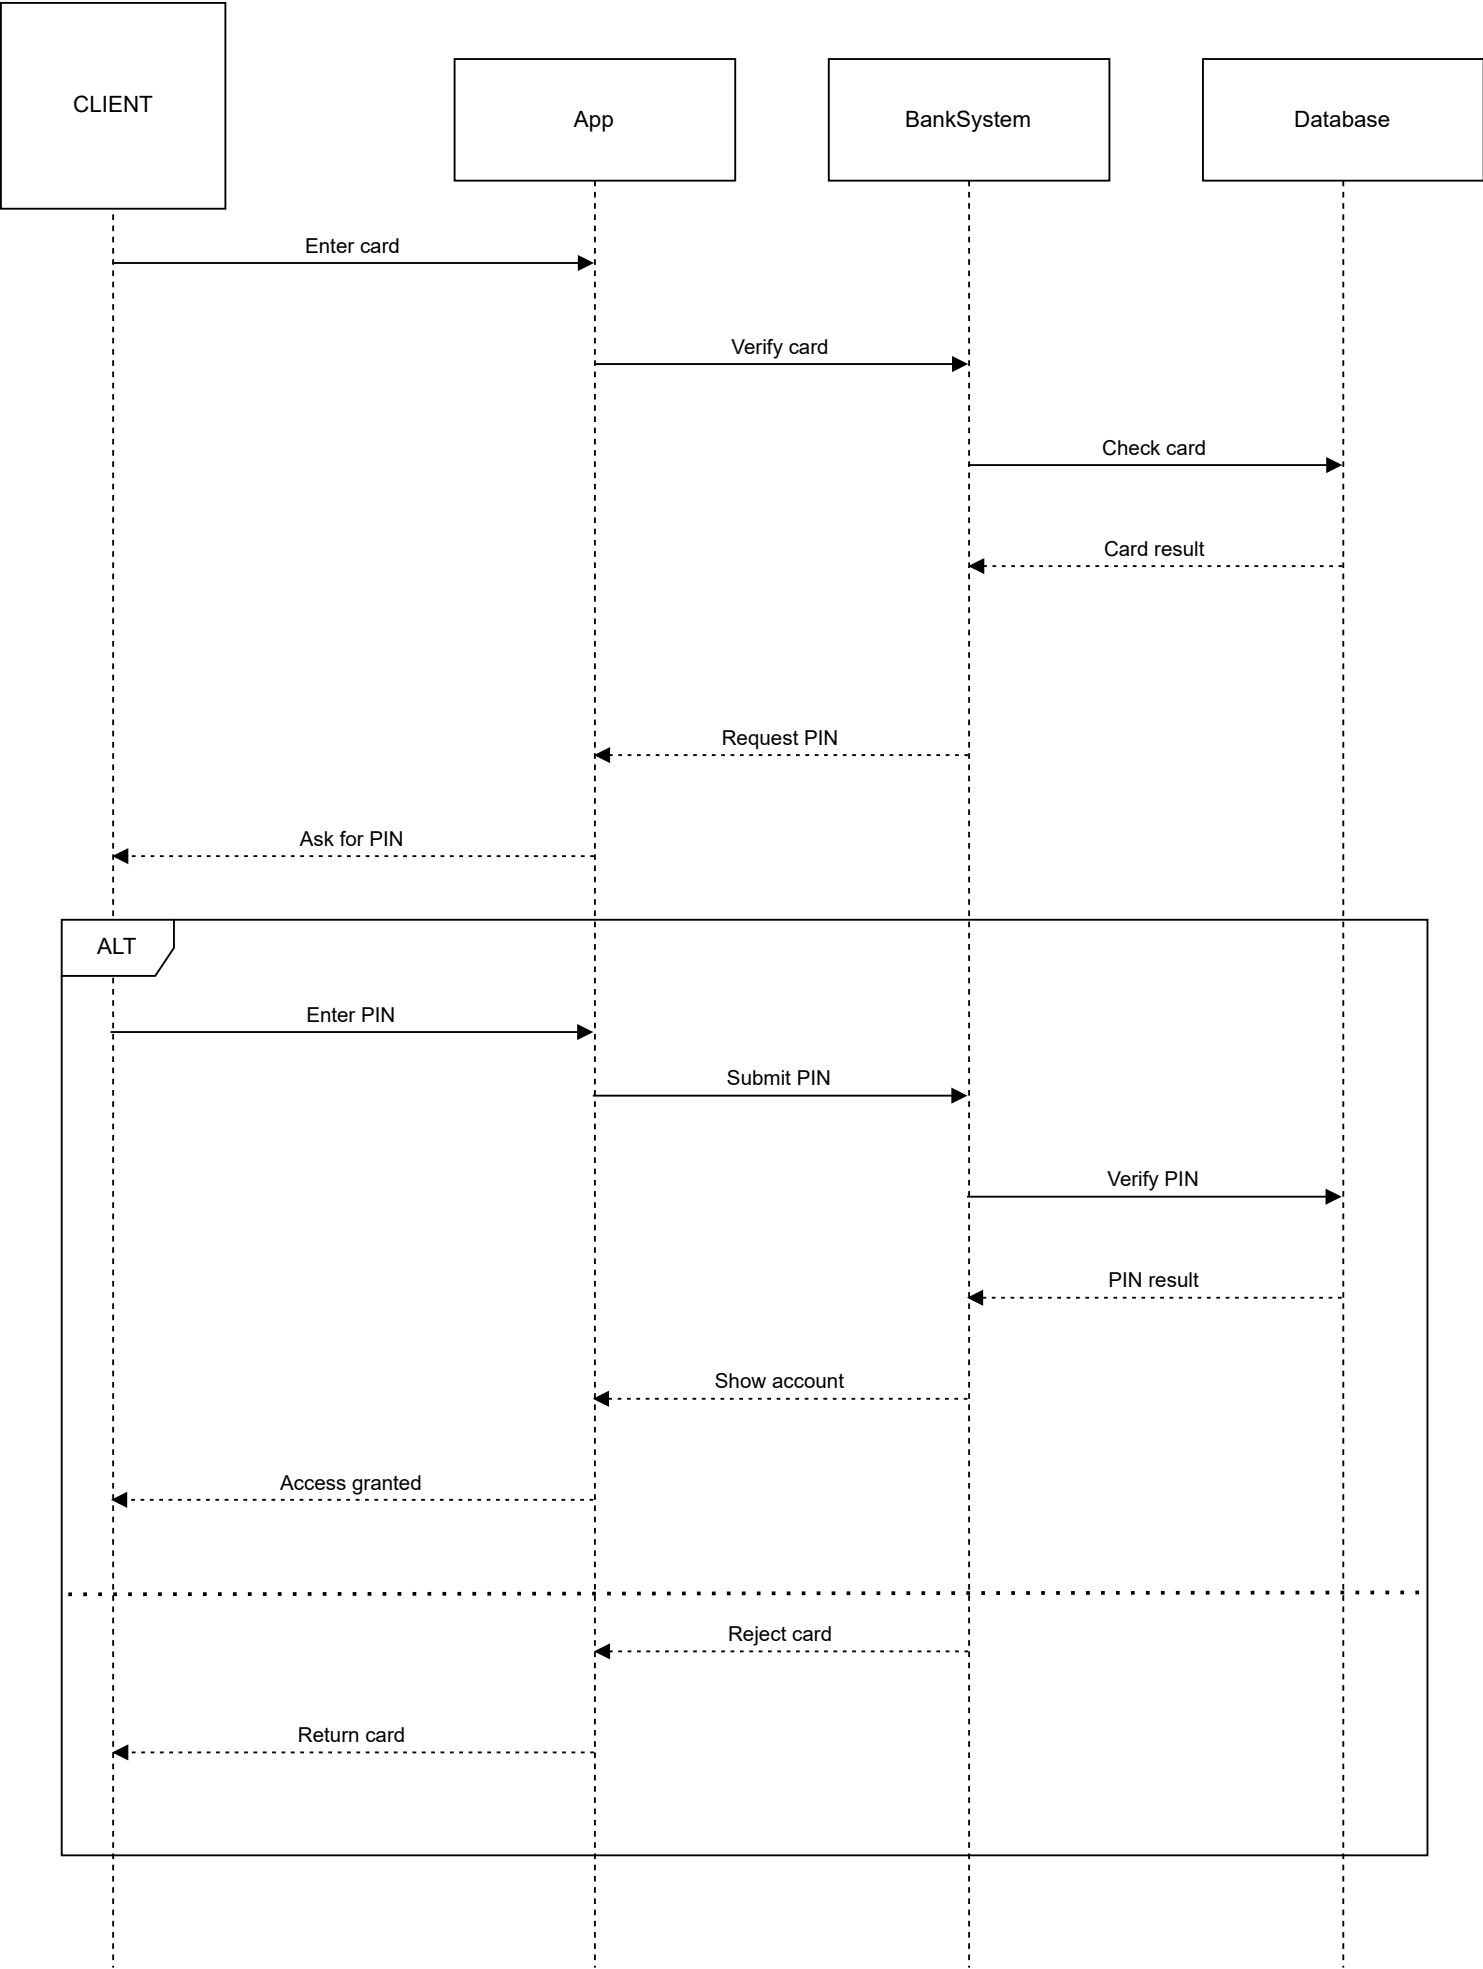 CLIENT
App
BankSystem
Database
Enter card
Verify card
Check card
Card result
Request PIN
Ask for PIN
ALT
Enter PIN
Submit PIN
Verify PIN
PIN result
Show account
Access granted
Reject card
Return card